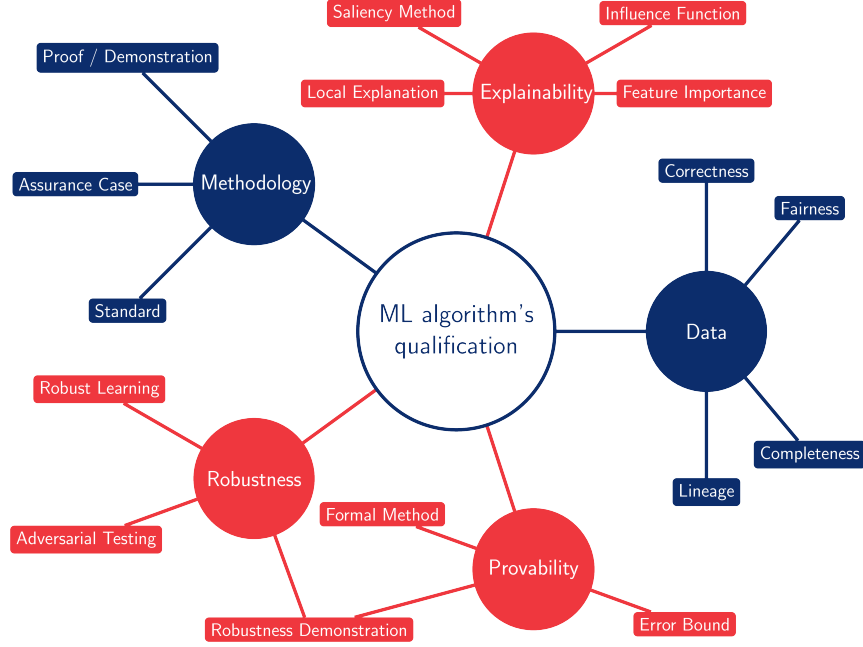 Saliency Method
Influence Function
Proof / Demonstration
Local Explanation
Explainability
Feature Importance
Correctness
Methodology
Assurance Case
Fairness
Standard
ML algorithm's
qualification
Data
Robust Learning
Completeness
Robustness
Lineage
Formal Method
Adversarial Testing
Provability
Robustness Demonstration
Error Bound